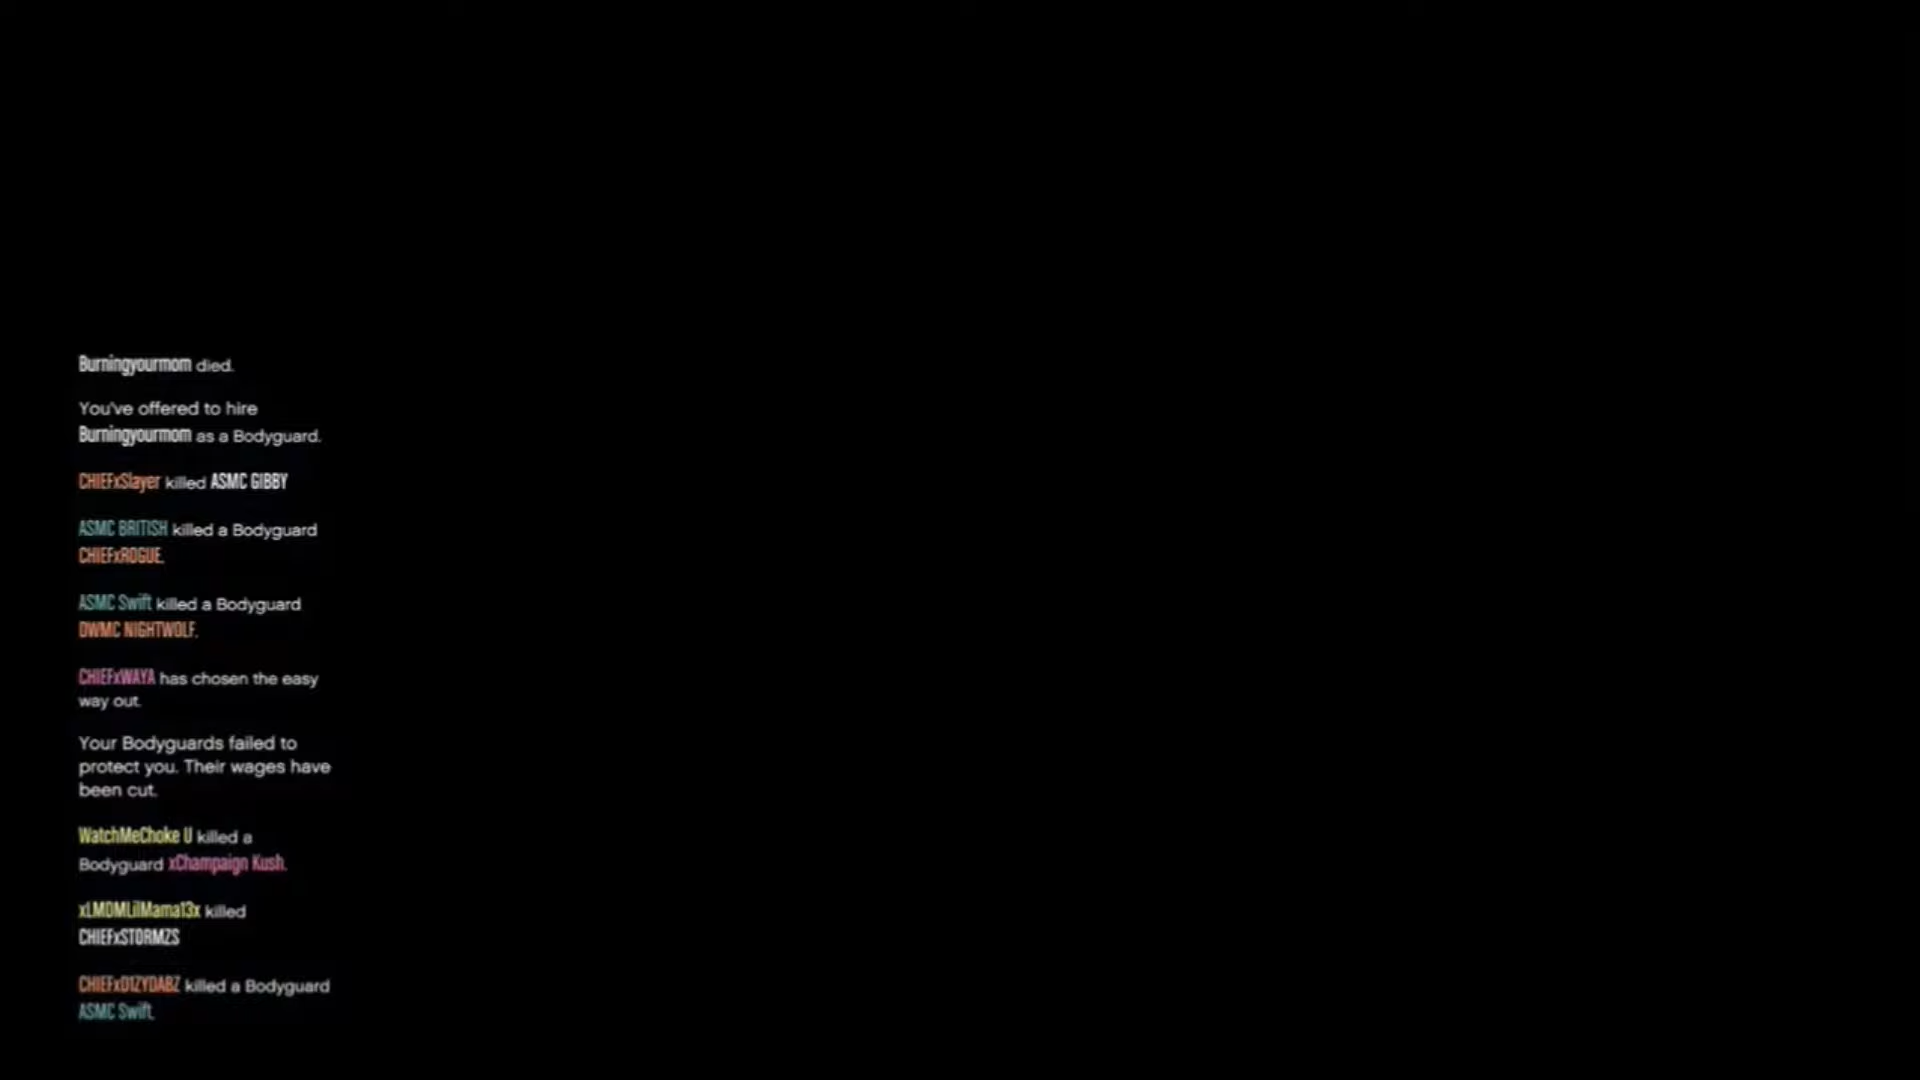 Burningyourmom died.
You've offered to hire
Burningyourmom as a Bodyguard.
CHIEFxSlayer killed ASMC GIBBY
ASMC BRITISH killed a Bodyguard
CHIEFxROGUE.
ASMC Swift killed a Bodyguard
DWMC NIGHTWOLF.
CHIEFxWAYA has chosen the easy
way out.
Your Bodyguards failed to
protect you. Their wages have
been cut.
WatchMeChoke U killed a
Bodyguard xChampaign Kush.
xLMDMLilMama13x killed
CHIEFxSTORMZS
CHIEFxD1ZYDABZ killed a Bodyguard
ASMC Swift.